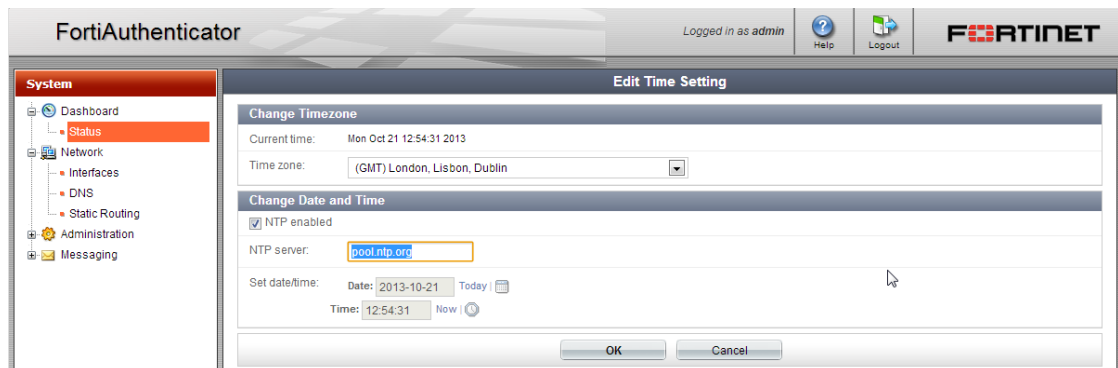 FortiAuthenticator
Logged in as admin
Help
Logout
FORTINET
System
Dashboard
Status
Network
Interfaces
DNS
Static Routing
Administration
Messaging
Edit Time Setting
Change Timezone
Current time: Mon Oct 21 12:54:31 2013
Time zone: (GMT) London, Lisbon, Dublin
Change Date and Time
NTP enabled
NTP server: pool.ntp.org
Set date/time: Date: 2013-10-21 Today |
Time: 12:54:31 Now |
OK
Cancel